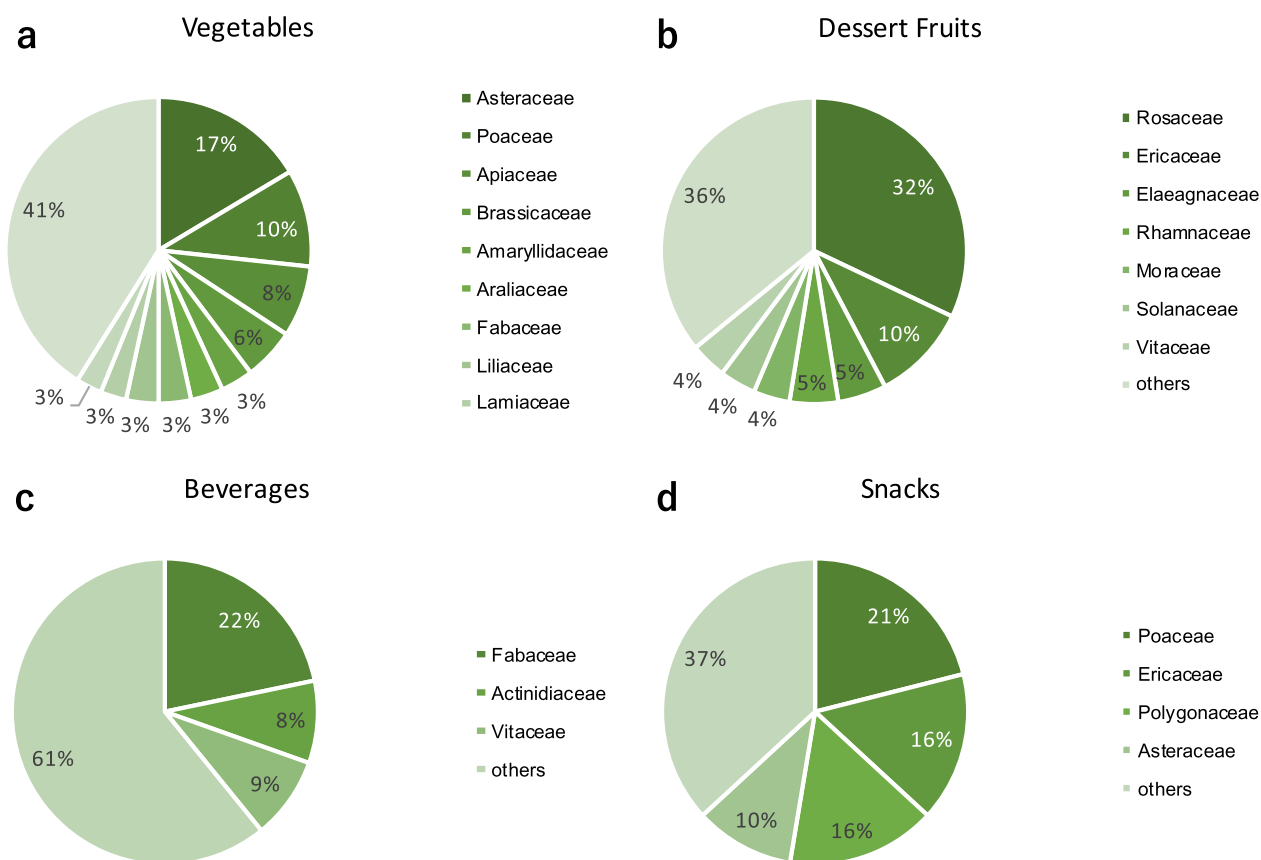 a
Vegetables
17%
10%
8%
6%
3%
3%
3%
3%
3%
3%
41%
Asteraceae
Poaceae
Apiaceae
Brassicaceae
Amaryllidaceae
Araliaceae
Fabaceae
Liliaceae
Lamiaceae
b
Dessert Fruits
32%
10%
5%
5%
4%
4%
4%
36%
Rosaceae
Ericaceae
Elaeagnaceae
Rhamnaceae
Moraceae
Solanaceae
Vitaceae
others
c
Beverages
22%
8%
9%
61%
Fabaceae
Actinidiaceae
Vitaceae
others
d
Snacks
21%
16%
16%
10%
37%
Poaceae
Ericaceae
Polygonaceae
Asteraceae
others